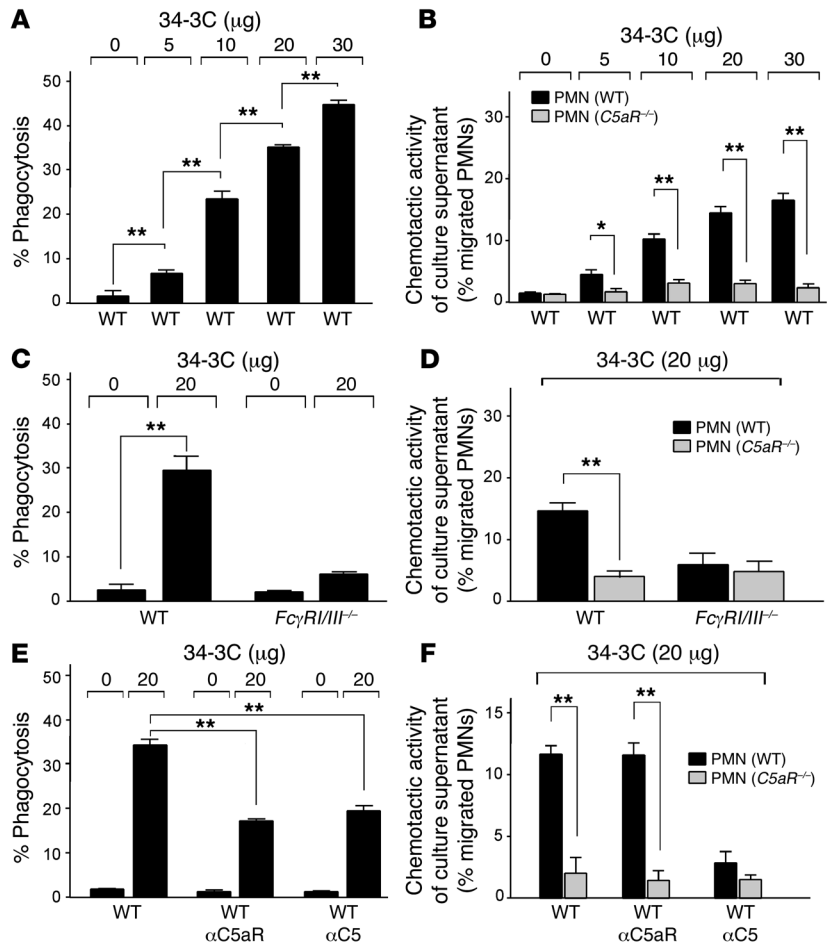 A
34-3C (µg)
0 5 10 20 30
50
40
30
20
10
0
% Phagocytosis
** ** ** **
WT WT WT WT WT
B
34-3C (µg)
0 5 10 20 30
PMN (WT)
PMN (C5aR–/–)
30
20
10
0
Chemotactic activity
of culture supernatant
(% migrated PMNs)
* ** ** **
WT WT WT WT WT
C
34-3C (µg)
0 20 0 20
50
40
30
20
10
0
% Phagocytosis
**
WT FcγRI/III–/–
D
34-3C (20 µg)
PMN (WT)
PMN (C5aR–/–)
30
20
10
0
Chemotactic activity
of culture supernatant
(% migrated PMNs)
**
WT FcγRI/III–/–
E
34-3C (µg)
0 20 0 20 0 20
50
40
30
20
10
0
% Phagocytosis
**
**
WT WT WT
αC5aR αC5
F
34-3C (20 µg)
PMN (WT)
PMN (C5aR–/–)
15
10
5
0
Chemotactic activity
of culture supernatant
(% migrated PMNs)
** **
WT WT WT
αC5aR αC5